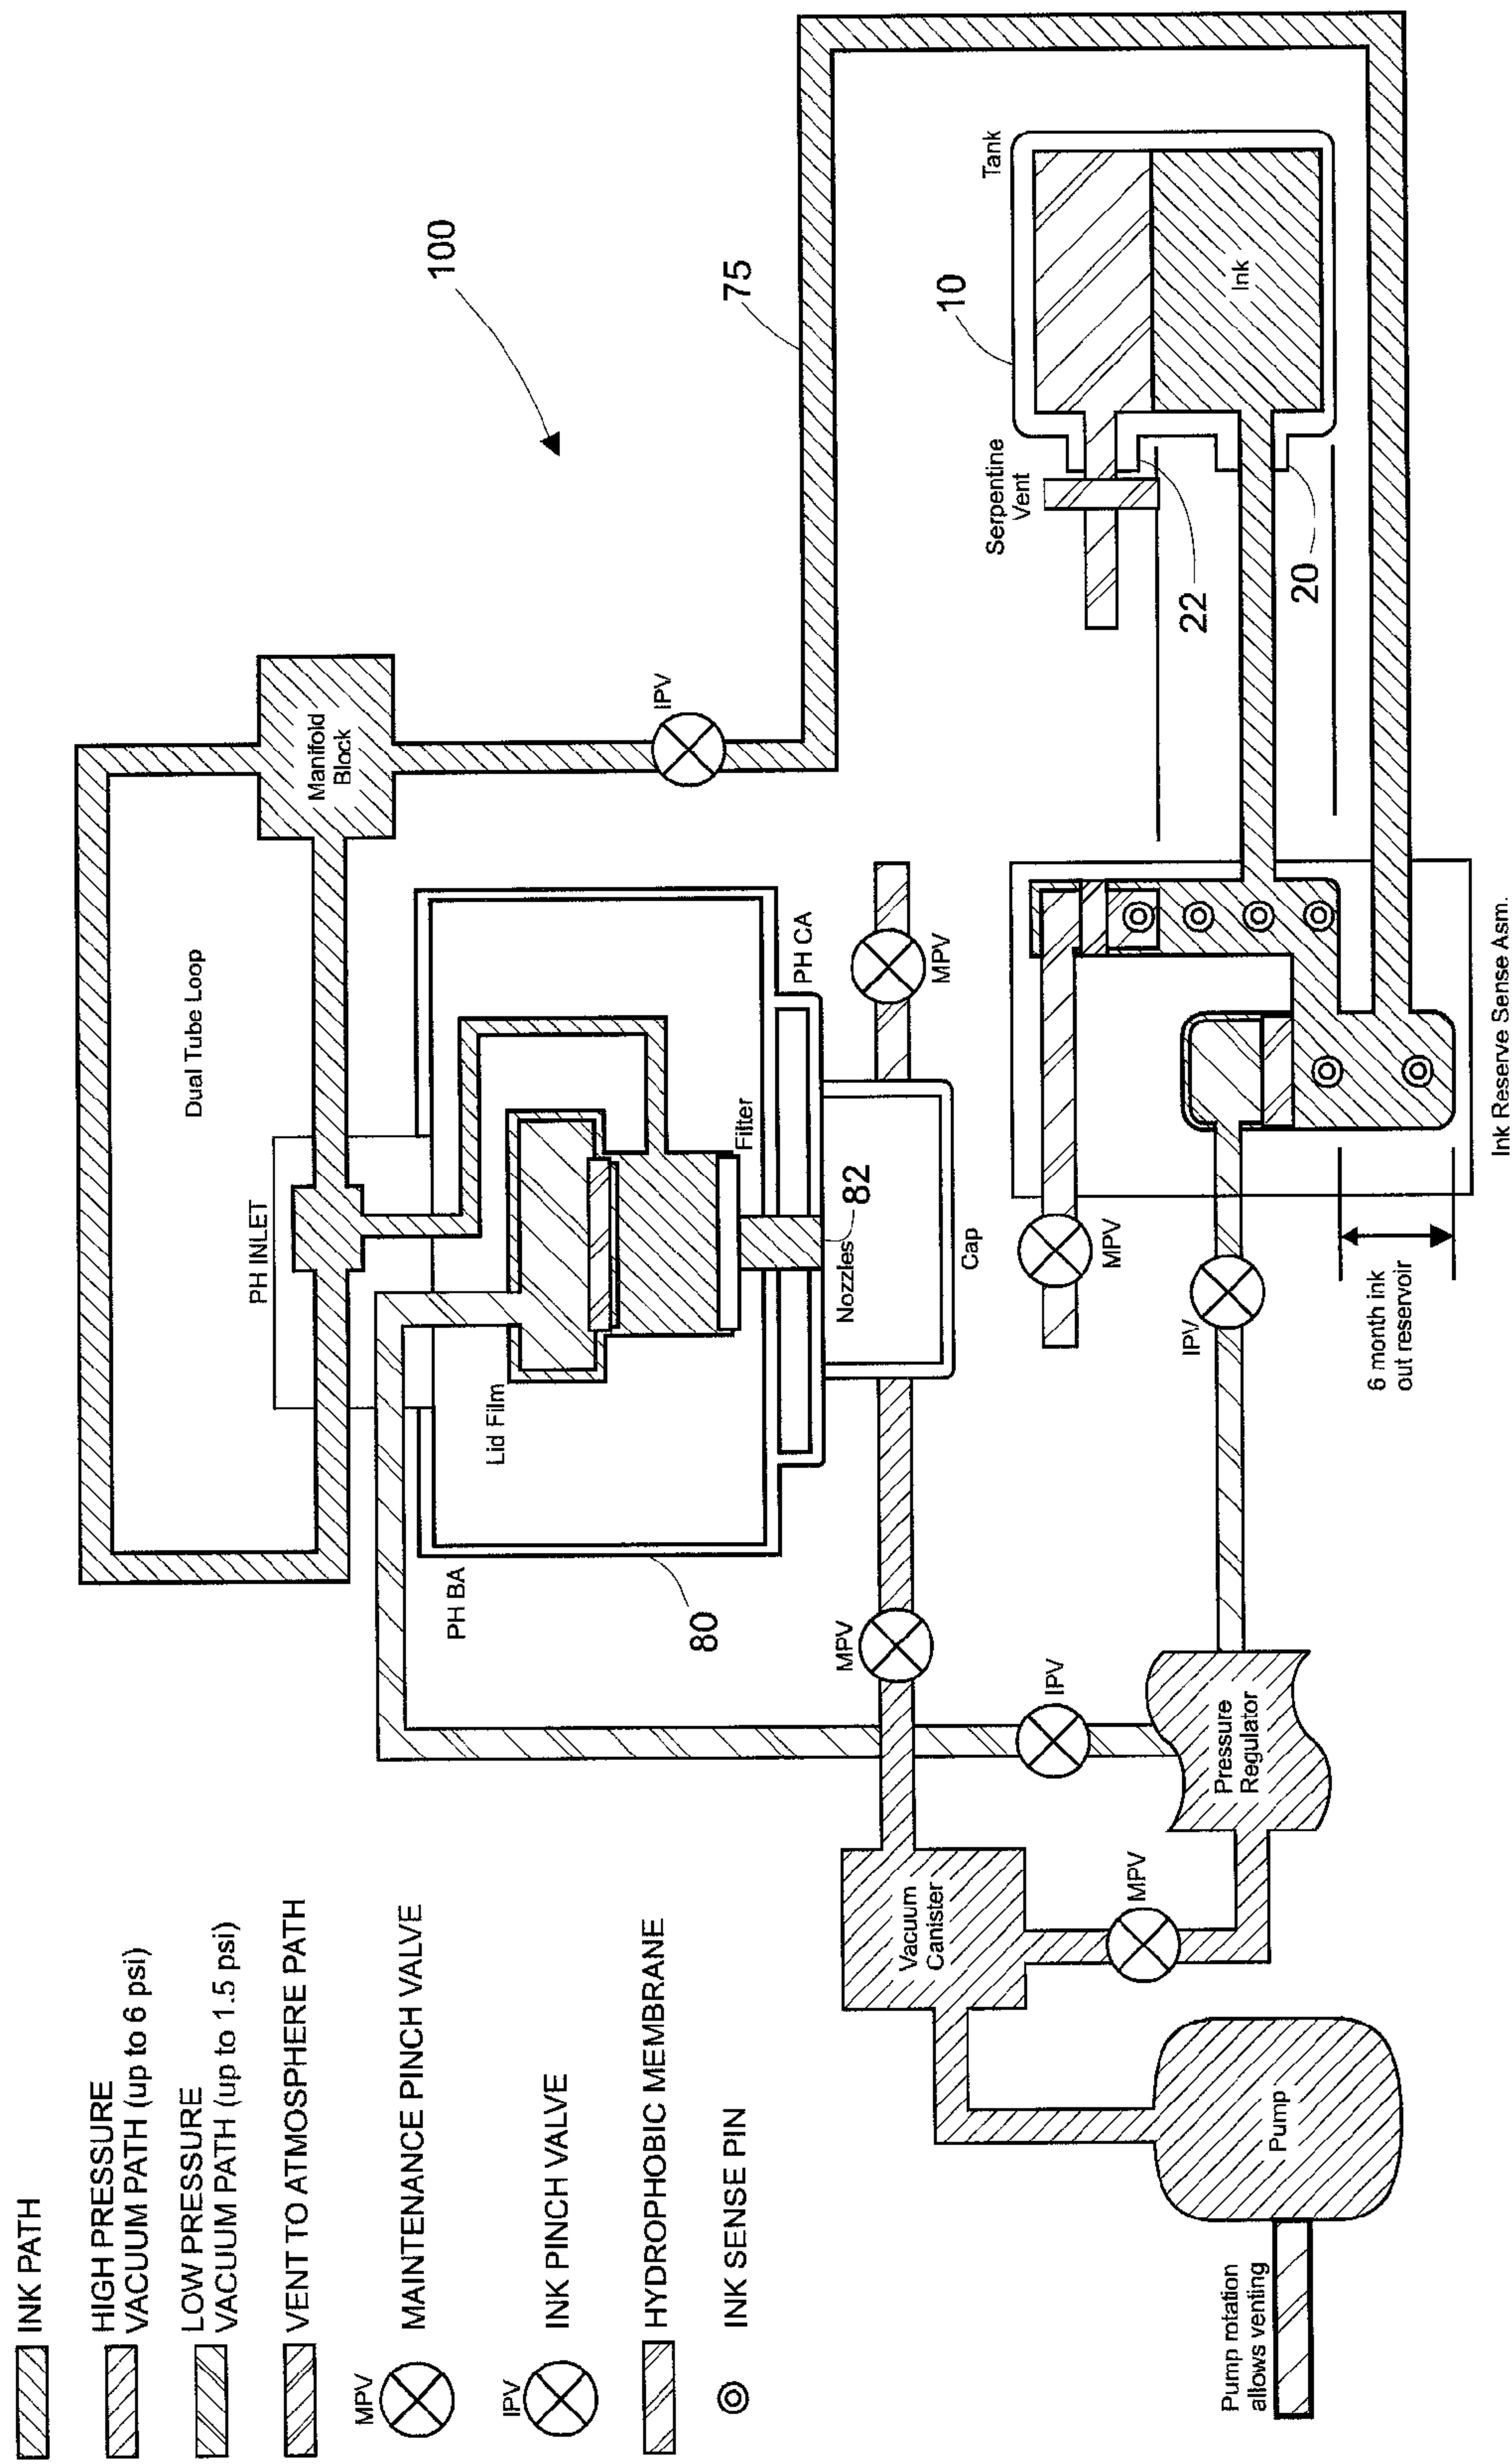 INK PATH
HIGH PRESSURE
VACUUM PATH (up to 6 psi)
LOW PRESSURE
VACUUM PATH (up to 1.5 psi)
VENT TO ATMOSPHERE PATH
MPV
MAINTENANCE PINCH VALVE
IPV
INK PINCH VALVE
HYDROPHOBIC MEMBRANE
INK SENSE PIN
Dual Tube Loop
Manifold
Block
100
PH INLET
IPV
75
PH BA
Lid Film
Filter
80
PH CA
Nozzles
82
Cap
MPV
MPV
Vacuum
Canister
IPV
MPV
Pressure
Regulator
Pump
Pump rotation
allows venting
10
Tank
Ink
Serpentine
Vent
22
20
MPV
IPV
6 month ink
out reservoir
Ink Reserve Sense Asm.